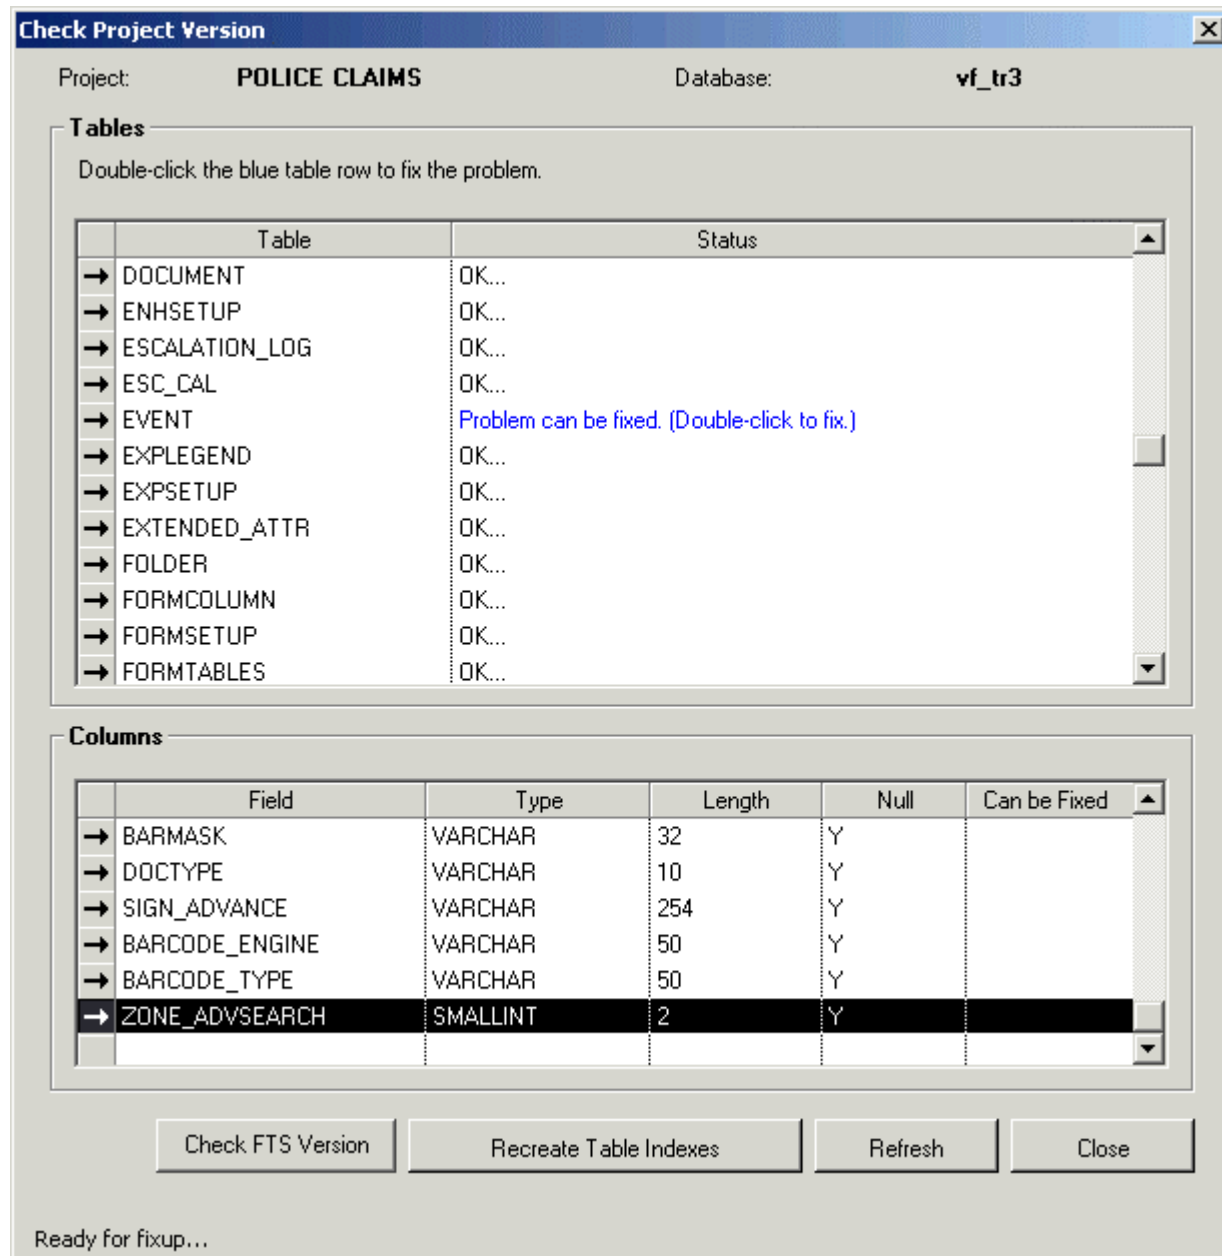 Check Project Version
Project: POLICE CLAIMS Database: vf_tr3
Tables
Double-click the blue table row to fix the problem.
Table Status
DOCUMENT OK...
ENHSETUP OK...
ESCALATION_LOG OK...
ESC_CAL OK...
EVENT Problem can be fixed. (Double-click to fix.)
EXPLEGEND OK...
EXPSETUP OK...
EXTENDED_ATTR OK...
FOLDER OK...
FORMCOLUMN OK...
FORMSETUP OK...
FORMTABLES OK...
Columns
Field Type Length Null Can be Fixed
BARMASK VARCHAR 32 Y
DOCTYPE VARCHAR 10 Y
SIGN_ADVANCE VARCHAR 254 Y
BARCODE_ENGINE VARCHAR 50 Y
BARCODE_TYPE VARCHAR 50 Y
ZONE_ADVSEARCH SMALLINT 2 Y
Check FTS Version Recreate Table Indexes Refresh Close
Ready for fixup...